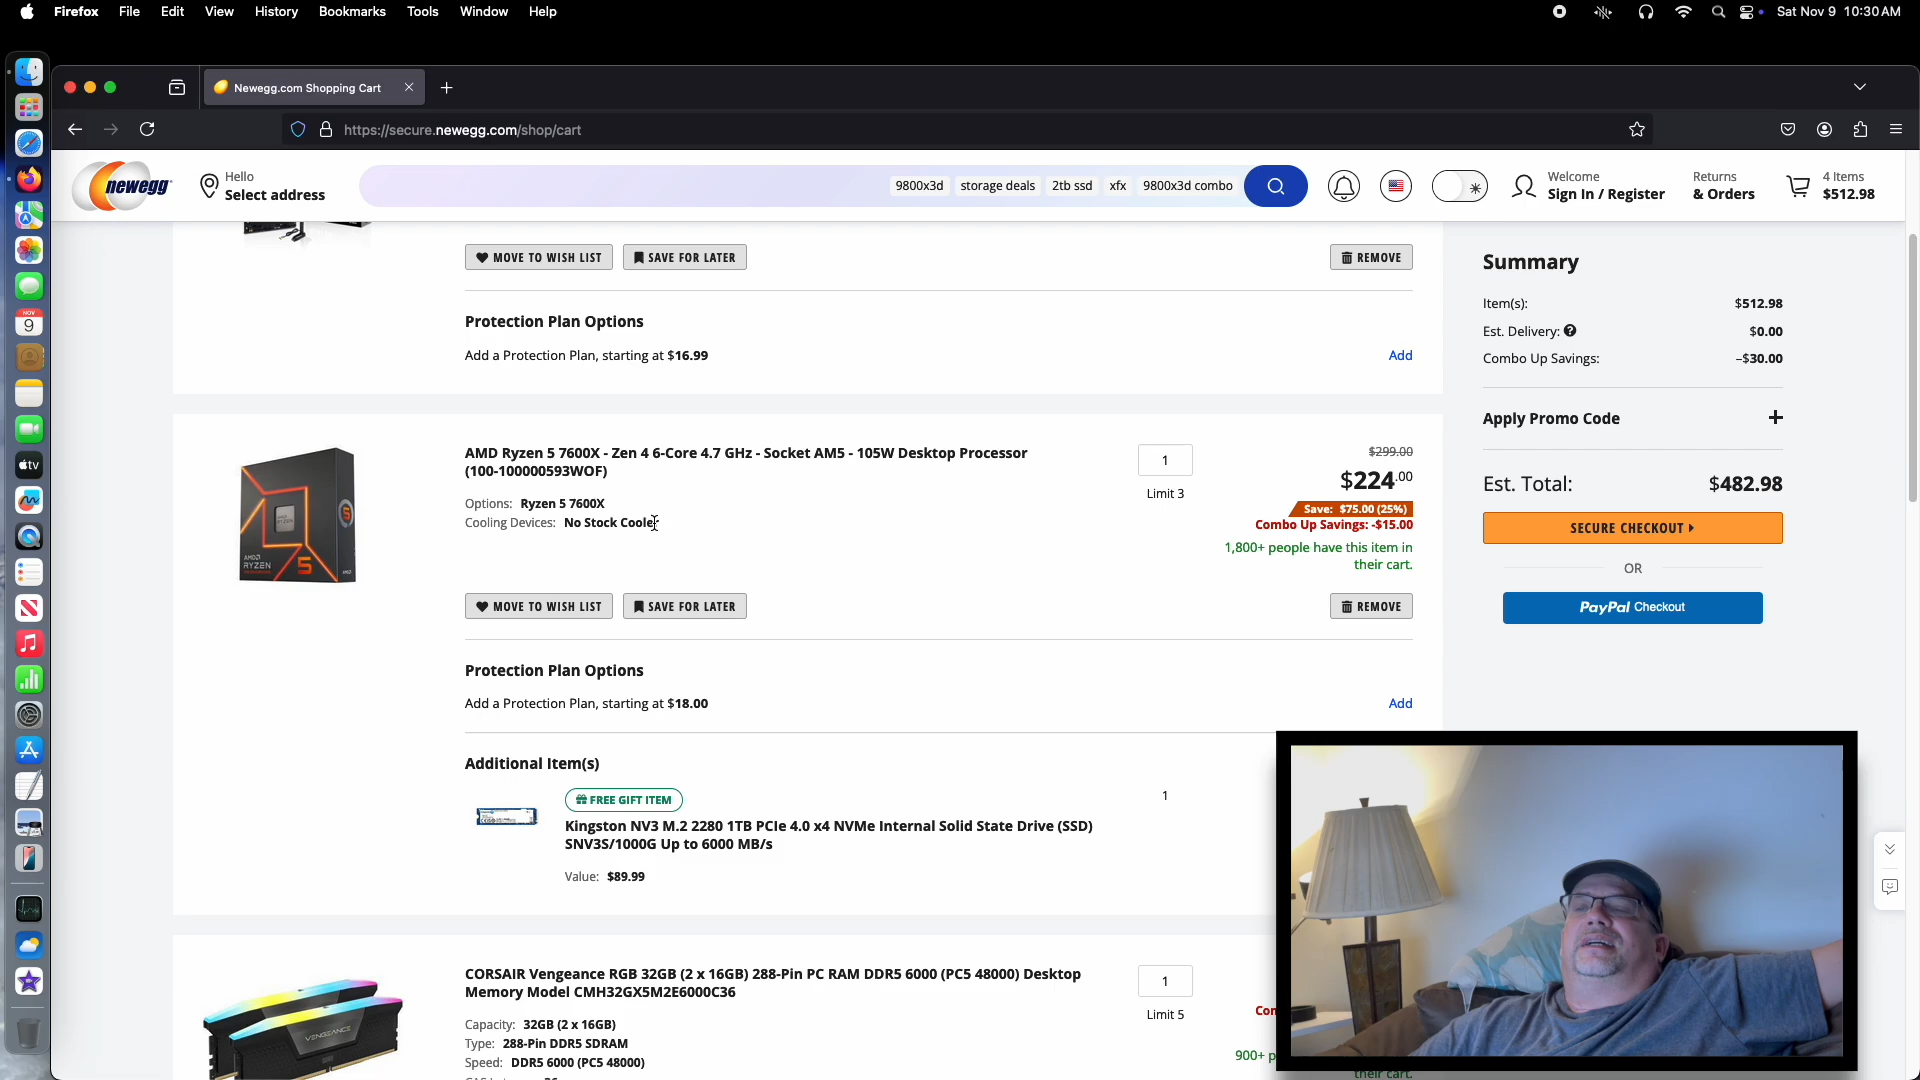 Firefox File Edit View History Bookmarks Tools Window Help
Sat Nov 9 10:30 AM
Newegg.com Shopping Cart
https://secure.newegg.com/shop/cart
newegg
Hello
Select address
9800x3d storage deals 2tb ssd xfx 9800x3d combo
Welcome
Sign In / Register
Returns
& Orders
4 Items
$512.98
MOVE TO WISH LIST SAVE FOR LATER REMOVE
Protection Plan Options
Add a Protection Plan, starting at $16.99 Add
AMD Ryzen 5 7600X - Zen 4 6-Core 4.7 GHz - Socket AM5 - 105W Desktop Processor
(100-100000593WOF)
Options: Ryzen 5 7600X
Cooling Devices: No Stock Cooler
1
Limit 3
$299.00
$224.00
Save: $75.00 (25%)
Combo Up Savings: -$15.00
1,800+ people have this item in
their cart.
AMD
RYZEN
5
MOVE TO WISH LIST SAVE FOR LATER REMOVE
Protection Plan Options
Add a Protection Plan, starting at $18.00 Add
Additional Item(s)
FREE GIFT ITEM
1
Kingston NV3 M.2 2280 1TB PCIe 4.0 x4 NVMe Internal Solid State Drive (SSD)
SNV3S/1000G Up to 6000 MB/s
Value: $89.99
CORSAIR Vengeance RGB 32GB (2 x 16GB) 288-Pin PC RAM DDR5 6000 (PC5 48000) Desktop
Memory Model CMH32GX5M2E6000C36
Capacity: 32GB (2 x 16GB)
Type: 288-Pin DDR5 SDRAM
Speed: DDR5 6000 (PC5 48000)
1
Limit 5
900+
their cart.
VENGEANCE
Summary
Item(s): $512.98
Est. Delivery: $0.00
Combo Up Savings: -$30.00
Apply Promo Code +
Est. Total: $482.98
SECURE CHECKOUT
OR
PayPal Checkout
NOV
9
tv